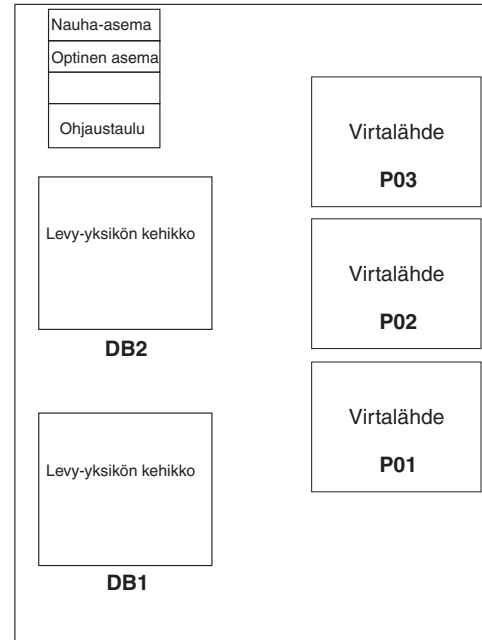 Nauha-asema
Optinen asema
Ohjaustaulu
Levy-yksikön kehikko
DB2
Levy-yksikön kehikko
DB1
Virtalähde
P03
Virtalähde
P02
Virtalähde
P01